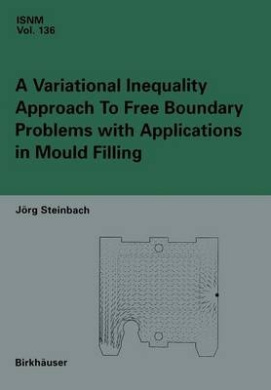 ISNM
Vol. 136
A Variational Inequality
Approach To Free Boundary
Problems with Applications
in Mould Filling
Jörg Steinbach
Birkhäuser